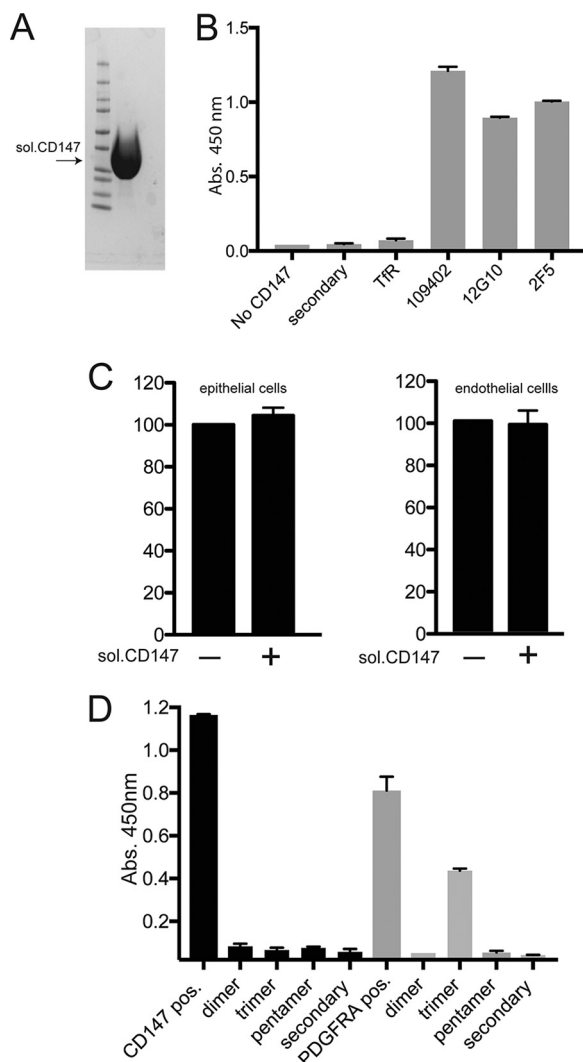 A
sol.CD147
B
Abs. 450 nm
1.5
1.0
0.5
0.0
No CD147
secondary
TfR
109402
12G10
2F5
C
epithelial cells
120
100
80
60
40
20
0
sol.CD147
—
+
endothelial cellls
120
100
80
60
40
20
0
sol.CD147
—
+
D
Abs. 450nm
1.2
0.8
0.6
0.4
0.2
CD147 pos.
dimer
trimer
pentamer
secondary
PDGFRA pos.
dimer
trimer
pentamer
secondary